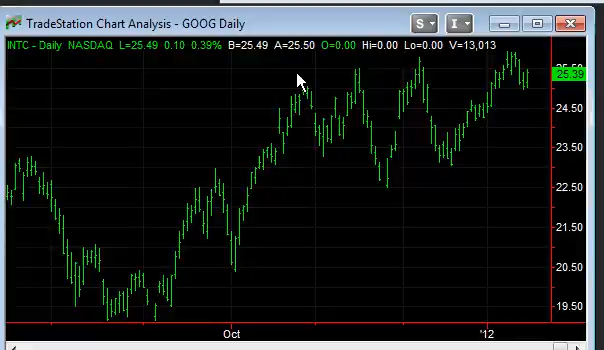 TradeStation Chart Analysis - GOOG Daily
S I
INTC - Daily NASDAQ L=25.49 0.10 0.39% B=25.49 A=25.50 O=0.00 Hi=0.00 Lo=0.00 V=13,013
25.50
25.39
24.50
23.50
22.50
21.50
20.50
19.50
Oct '12